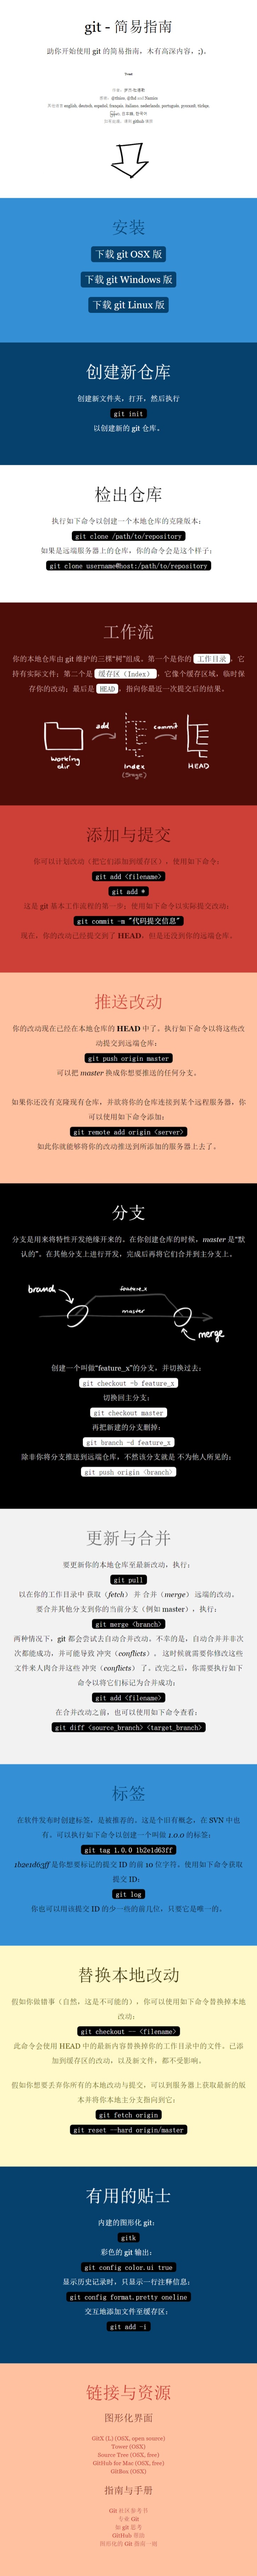 git - 简易指南
助你开始使用 git 的简易指南，木有高深内容，;)。
Tweet
作者：罗杰·杜德勒
感谢：@tfnico, @fhd and Namics
其他语言 english, deutsch, español, français, italiano, nederlands, português, русский, türkçe,
日本語, 한국어
如有问题，请到 github 填报
安装
下载 git OSX 版
下载 git Windows 版
下载 git Linux 版
创建新仓库
创建新文件夹，打开，然后执行
git init
以创建新的 git 仓库。
检出仓库
执行如下命令以创建一个本地仓库的克隆版本：
git clone /path/to/repository
如果是远端服务器上的仓库，你的命令会是这个样子：
git clone username@host:/path/to/repository
工作流
你的本地仓库由 git 维护的三棵“树”组成。第一个是你的 工作目录，它
持有实际文件；第二个是 缓存区（Index），它像个缓存区域，临时保
存你的改动；最后是 HEAD，指向你最近一次提交后的结果。
add commit
working
dir
Index
(Stage)
HEAD
添加与提交
你可以计划改动（把它们添加到缓存区），使用如下命令：
git add <filename>
git add *
这是 git 基本工作流程的第一步；使用如下命令以实际提交改动：
git commit -m "代码提交信息"
现在，你的改动已经提交到了 HEAD，但是还没到你的远端仓库。
推送改动
你的改动现在已经在本地仓库的 HEAD 中了。执行如下命令以将这些改
动提交到远端仓库：
git push origin master
可以把 master 换成你想要推送的任何分支。
如果你还没有克隆现有仓库，并欲将你的仓库连接到某个远程服务器，你
可以使用如下命令添加：
git remote add origin <server>
如此你就能够将你的改动推送到所添加的服务器上去了。
分支
分支是用来将特性开发绝缘开来的。在你创建仓库的时候，master 是“默
认的”。在其他分支上进行开发，完成后再将它们合并到主分支上。
branch
feature_x
master
merge
创建一个叫做“feature_x”的分支，并切换过去：
git checkout -b feature_x
切换回主分支：
git checkout master
再把新建的分支删掉：
git branch -d feature_x
除非你将分支推送到远端仓库，不然该分支就是 不为他人所见的：
git push origin <branch>
更新与合并
要更新你的本地仓库至最新改动，执行：
git pull
以在你的工作目录中 获取（fetch） 并 合并（merge） 远端的改动。
要合并其他分支到你的当前分支（例如 master），执行：
git merge <branch>
两种情况下，git 都会尝试去自动合并改动。不幸的是，自动合并并非次
次都能成功，并可能导致 冲突（conflicts）。 这时候就需要你修改这些
文件来人肉合并这些 冲突（conflicts） 了。改完之后，你需要执行如下
命令以将它们标记为合并成功：
git add <filename>
在合并改动之前，也可以使用如下命令查看：
git diff <source_branch> <target_branch>
标签
在软件发布时创建标签，是被推荐的。这是个旧有概念，在 SVN 中也
有。可以执行如下命令以创建一个叫做 1.0.0 的标签：
git tag 1.0.0 1b2e1d63ff
1b2e1d63ff 是你想要标记的提交 ID 的前 10 位字符。使用如下命令获取
提交 ID：
git log
你也可以用该提交 ID 的少一些的前几位，只要它是唯一的。
替换本地改动
假如你做错事（自然，这是不可能的），你可以使用如下命令替换掉本地
改动：
git checkout -- <filename>
此命令会使用 HEAD 中的最新内容替换掉你的工作目录中的文件。已添
加到缓存区的改动，以及新文件，都不受影响。
假如你想要丢弃你所有的本地改动与提交，可以到服务器上获取最新的版
本并将你本地主分支指向到它：
git fetch origin
git reset --hard origin/master
有用的贴士
内建的图形化 git：
gitk
彩色的 git 输出：
git config color.ui true
显示历史记录时，只显示一行注释信息：
git config format.pretty oneline
交互地添加文件至缓存区：
git add -i
链接与资源
图形化界面
GitX (L) (OSX, open source)
Tower (OSX)
Source Tree (OSX, free)
GitHub for Mac (OSX, free)
GitBox (OSX)
指南与手册
Git 社区参考书
专业 Git
如 git 思考
GitHub 帮助
图形化的 Git 指南